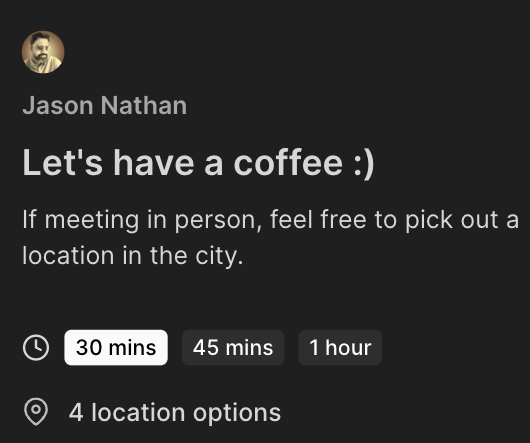 Jason Nathan
Let's have a coffee :)
If meeting in person, feel free to pick out a
location in the city.
30 mins 45 mins 1 hour
4 location options